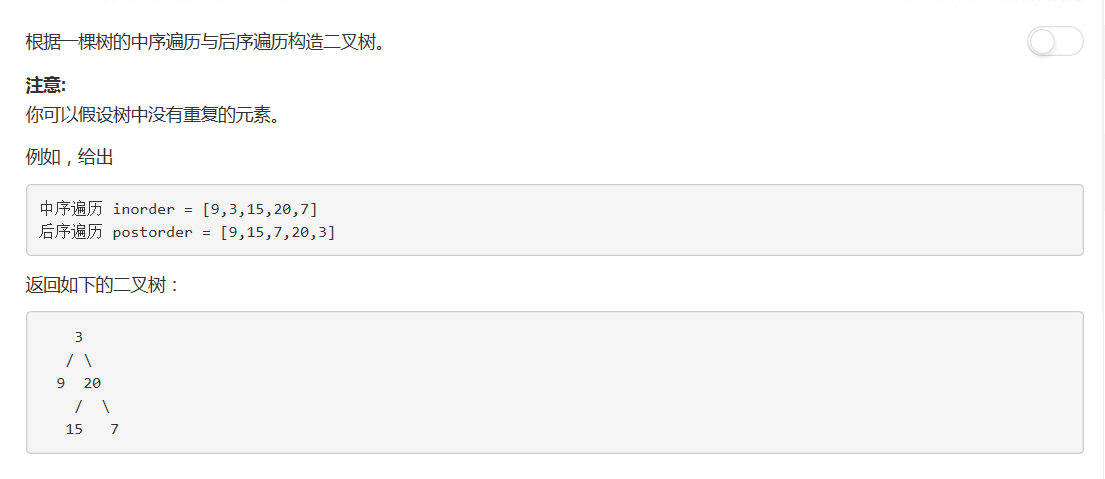 根据一棵树的中序遍历与后序遍历构造二叉树。
注意:
你可以假设树中没有重复的元素。
例如，给出
中序遍历 inorder = [9,3,15,20,7]
后序遍历 postorder = [9,15,7,20,3]
返回如下的二叉树：
3
/ \
9 20
/ \
15 7